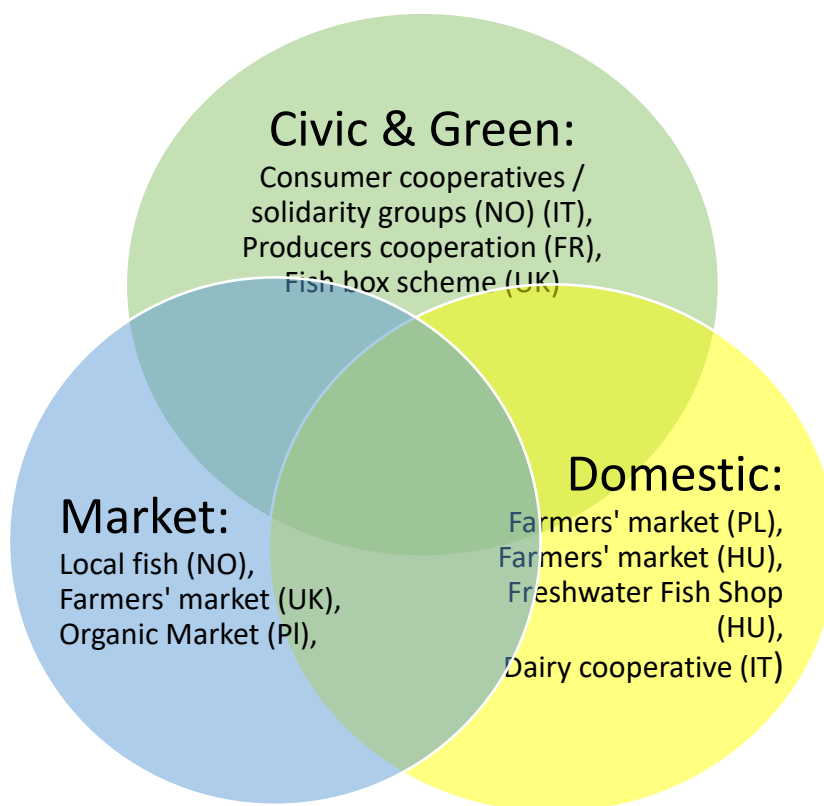 Civic & Green:
Consumer cooperatives /
solidarity groups (NO) (IT),
Producers cooperation (FR),
Fish box scheme (UK)
Market:
Local fish (NO),
Farmers' market (UK),
Organic Market (Pl),
Domestic:
Farmers' market (PL),
Farmers' market (HU),
Freshwater Fish Shop
(HU),
Dairy cooperative (IT)